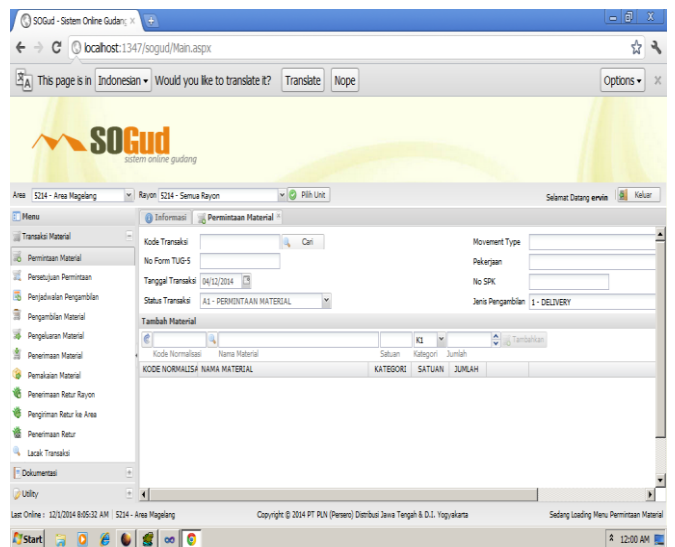 SOGud - Sistem Online Gudang
localhost:1347/sogud/Main.aspx
This page is in Indonesian Would you like to translate it? Translate Nope Options
SOGud
sistem online gudang
Area 5214 - Area Magelang Rayon 5214 - Semua Rayon Pilih Unit Selamat Datang ervin Keluar
Menu Informasi Permintaan Material
Transaksi Material
Permintaan Material
Persetujuan Permintaan
Penjadwalan Pengambilan
Pengambilan Material
Pengeluaran Material
Penerimaan Material
Pemakaian Material
Penerimaan Retur Rayon
Pengiriman Retur ke Area
Penerimaan Retur
Lacak Transaksi
Dokumentasi
Utility
Kode Transaksi Cari Movement Type
No Form TUG-5 Pekerjaan
Tanggal Transaksi 04/12/2014 No SPK
Status Transaksi A1 - PERMINTAAN MATERIAL Jenis Pengambilan 1 - DELIVERY
Tambah Material
K1 Tambahkan
Kode Normalisasi Nama Material Satuan Kategori Jumlah
KODE NORMALISA NAMA MATERIAL KATEGORI SATUAN JUMLAH
Last Online : 12/1/2014 8:05:32 AM 5214 - Area Magelang Copyright © 2014 PT PLN (Persero) Distribusi Jawa Tengah & D.I. Yogyakarta Sedang Loading Menu Permintaan Material
Start 12:00 AM